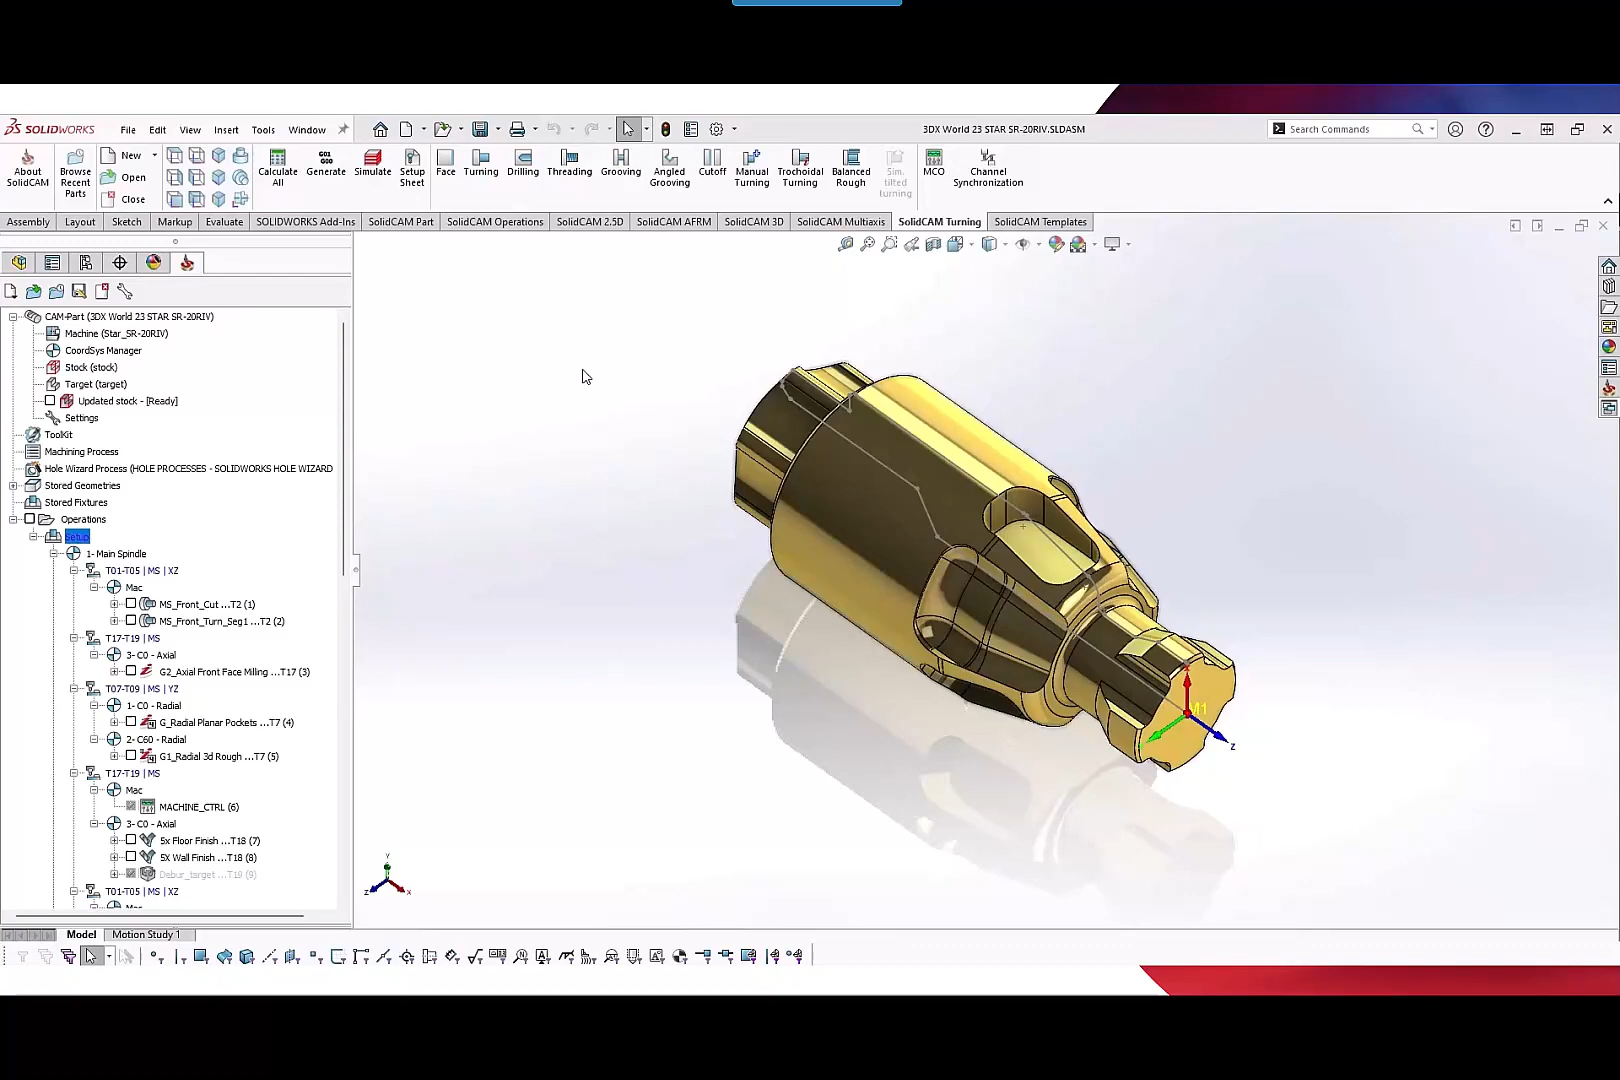 SOLIDWORKS File Edit View Insert Tools Window 3DX World 23 STAR SR-20RIV.SLDASM Search Commands
About SolidCAM Browse Recent Parts New Open Close Calculate All G01 G00 Generate Simulate Setup Sheet Face Turning Drilling Threading Grooving Angled Grooving Cutoff Manual Turning Trochoidal Turning Balanced Rough Sim. tilted turning MCO Channel Synchronization
Assembly Layout Sketch Markup Evaluate SOLIDWORKS Add-Ins SolidCAM Part SolidCAM Operations SolidCAM 2.5D SolidCAM AFRM SolidCAM 3D SolidCAM Multiaxis SolidCAM Turning SolidCAM Templates
CAM-Part (3DX World 23 STAR SR-20RIV)
Machine (Star_SR-20RIV)
CoordSys Manager
Stock (stock)
Target (target)
Updated stock - [Ready]
Settings
ToolKit
Machining Process
Hole Wizard Process (HOLE PROCESSES - SOLIDWORKS HOLE WIZARD
Stored Geometries
Stored Fixtures
Operations
Setup
1- Main Spindle
T01-T05 | MS | XZ
Mac
MS_Front_Cut ...T2 (1)
MS_Front_Turn_Seg1 ...T2 (2)
T17-T19 | MS
3- C0 - Axial
G2_Axial Front Face Milling ...T17 (3)
T07-T09 | MS | YZ
1- C0 - Radial
G_Radial Planar Pockets ...T7 (4)
2- C60 - Radial
G1_Radial 3d Rough ...T7 (5)
T17-T19 | MS
Mac
MACHINE_CTRL (6)
3- C0 - Axial
5x Floor Finish ...T18 (7)
5X Wall Finish ...T18 (8)
Debur_target ...T19 (9)
T01-T05 | MS | XZ
Mac
M1
Z
Y
Z X
Model Motion Study 1